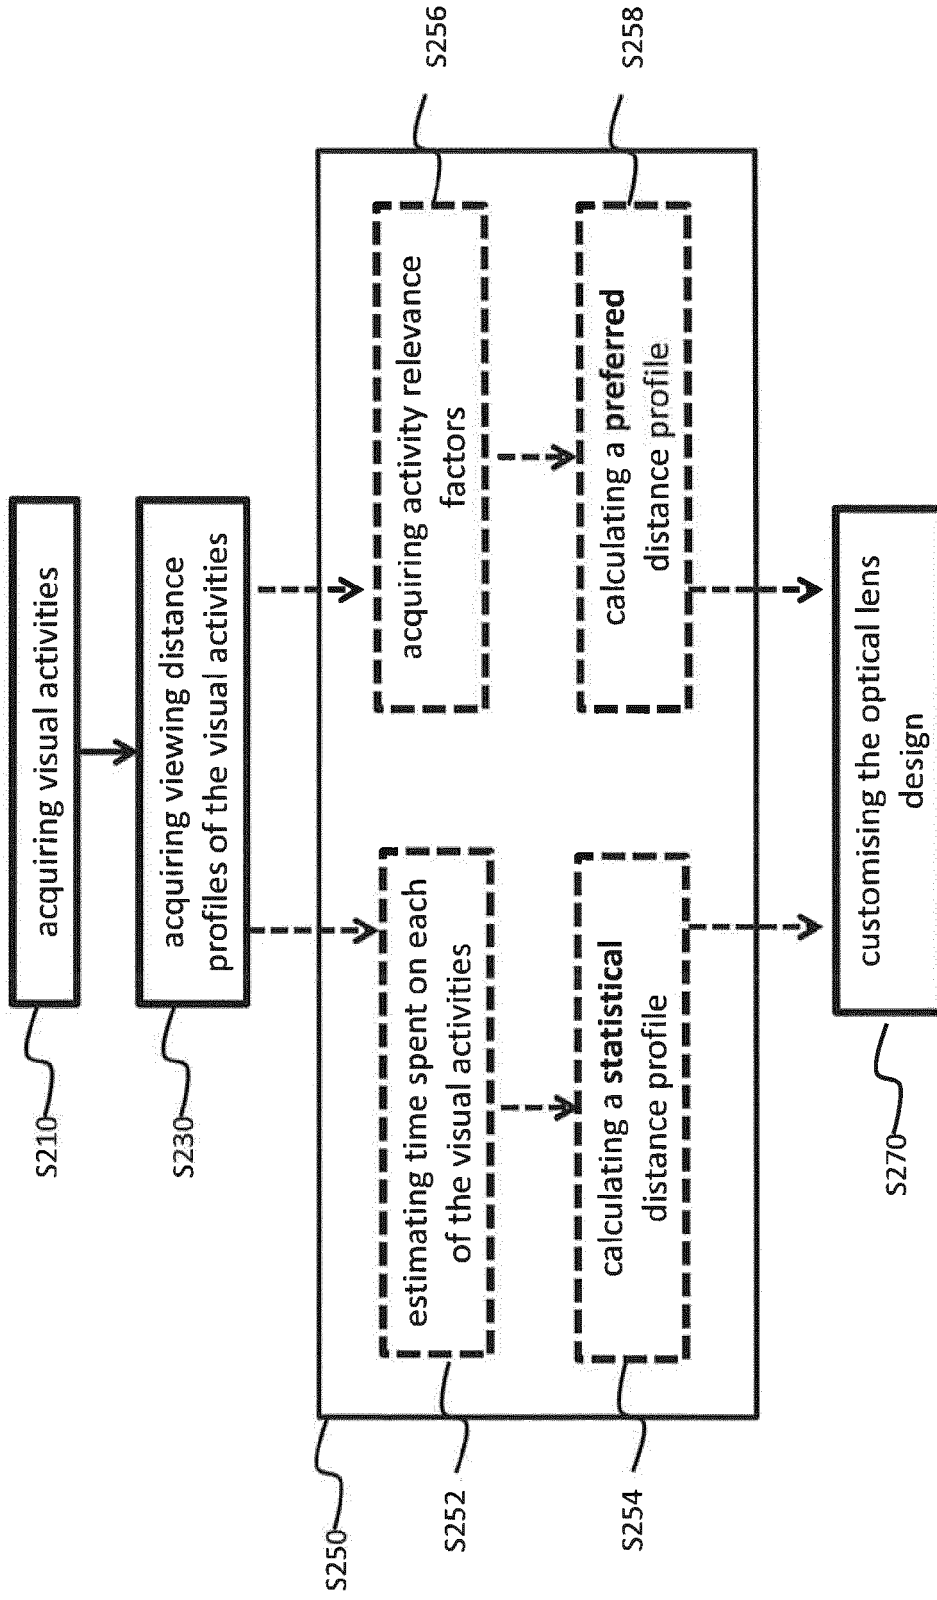 S210
acquiring visual activities
S230
acquiring viewing distance
profiles of the visual activities
S250
S252
estimating time spent on each
of the visual activities
S254
calculating a statistical
distance profile
acquiring activity relevance
factors
S256
calculating a preferred
distance profile
S258
S270
customising the optical lens
design